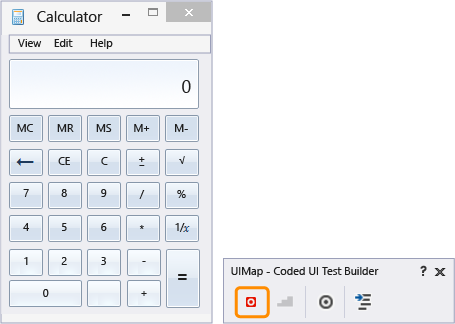 Calculator
View Edit Help
0
MC MR MS M+ M-
← CE C ± √
7 8 9 / %
4 5 6 * 1/x
1 2 3 - =
0 +
UIMap - Coded UI Test Builder ? x